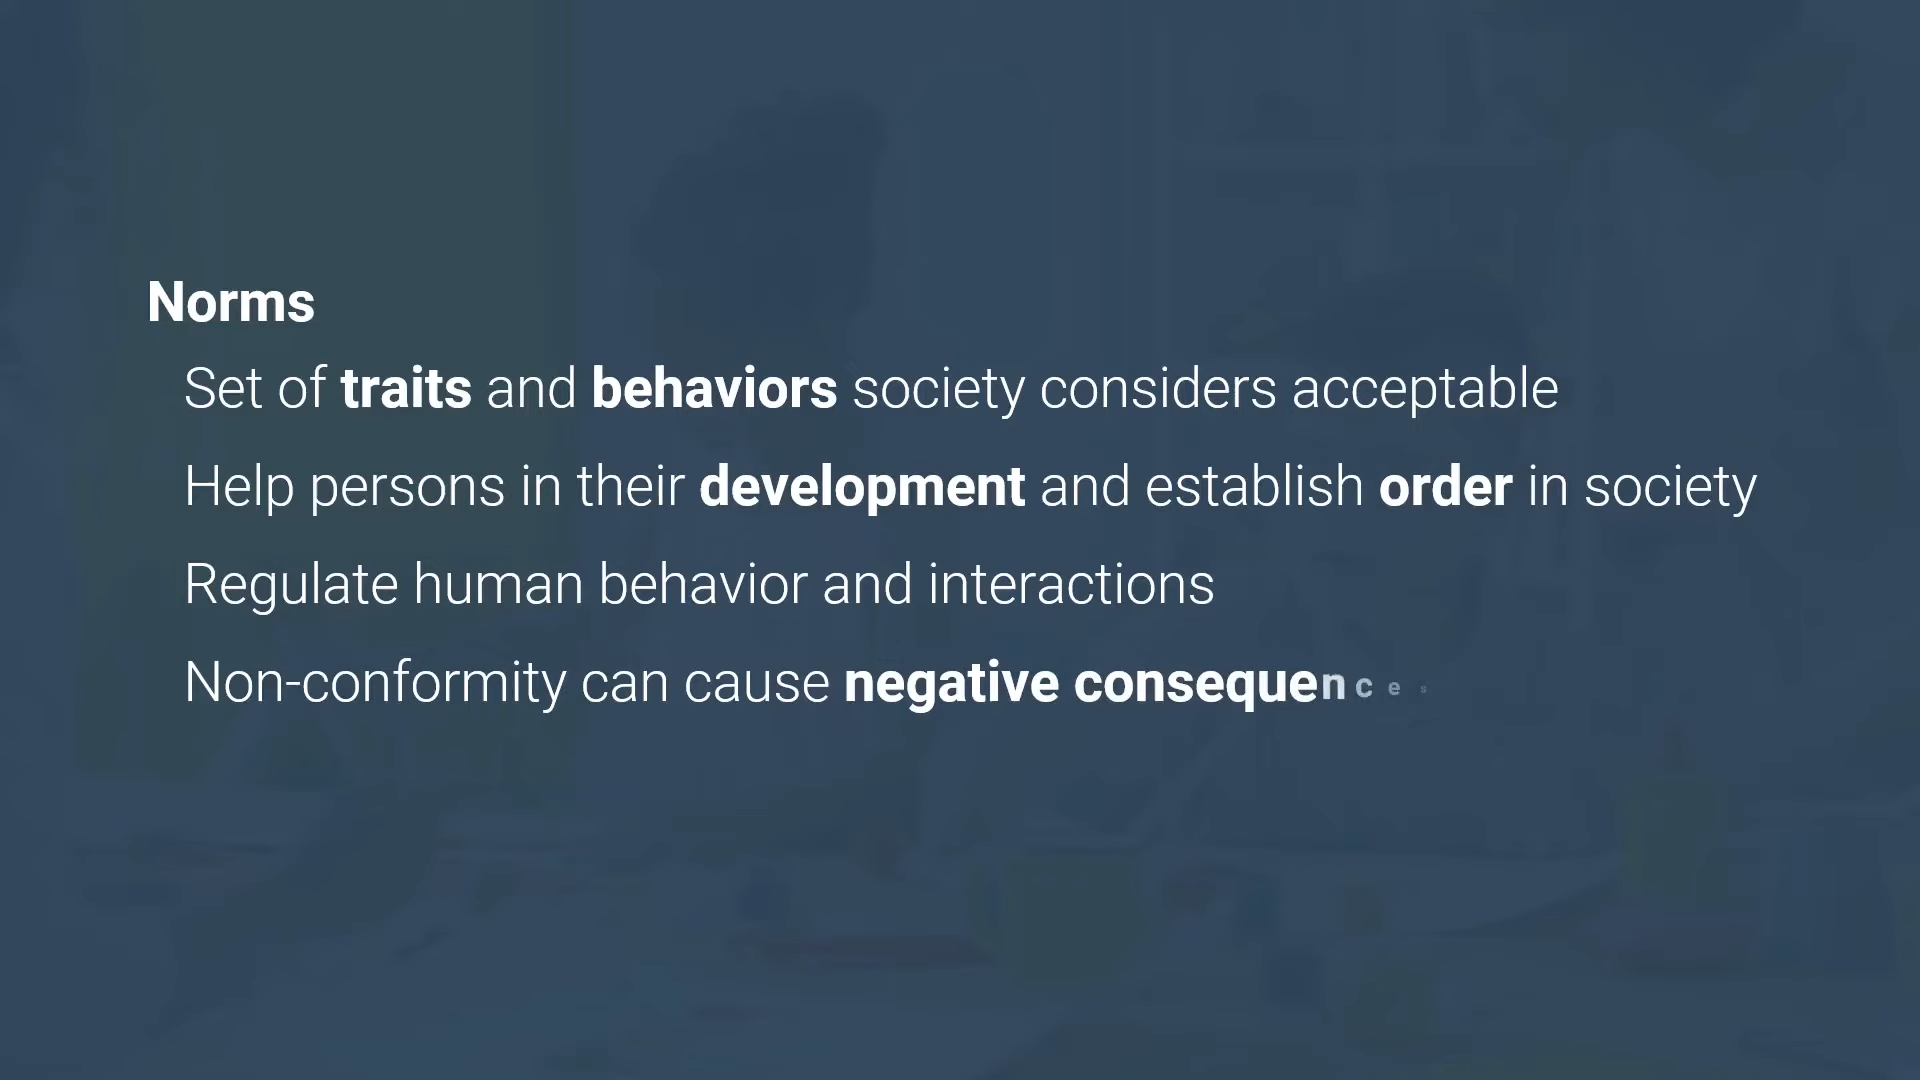 Norms
Set of traits and behaviors society considers acceptable
Help persons in their development and establish order in society
Regulate human behavior and interactions
Non-conformity can cause negative consequences